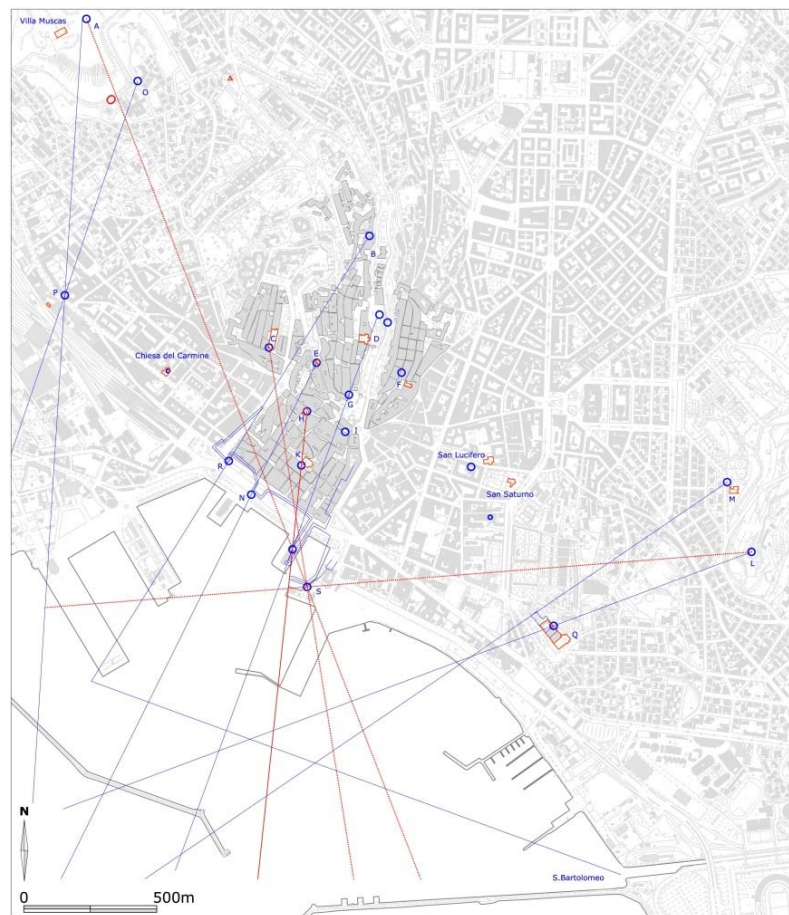 Villa Muscas
A
O
B
P
C
D
Chiesa del Carmine
E
F
G
H
I
K
San Lucifero
R
San Saturno
N
M
L
S
Q
N
S.Bartolomeo
0 500m